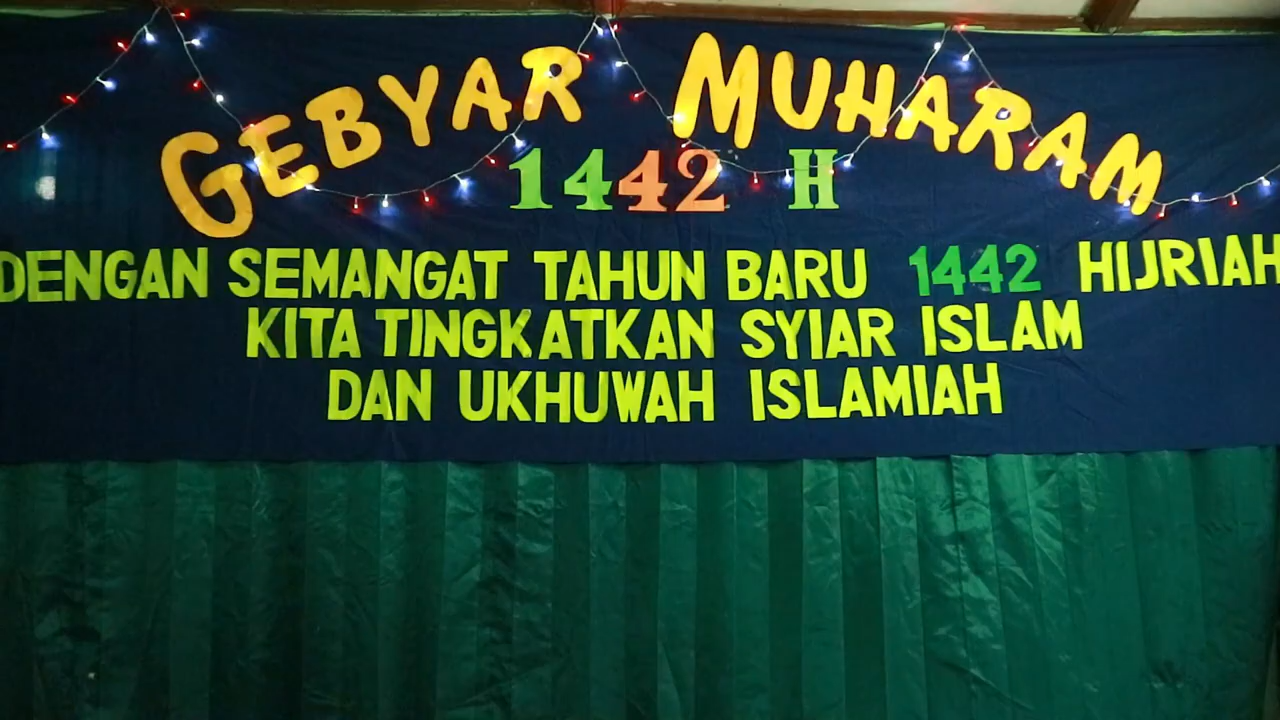 GEBYAR MUHARAM
1442 H
DENGAN SEMANGAT TAHUN BARU 1442 HIJRIAH
KITA TINGKATKAN SYIAR ISLAM
DAN UKHUWAH ISLAMIAH